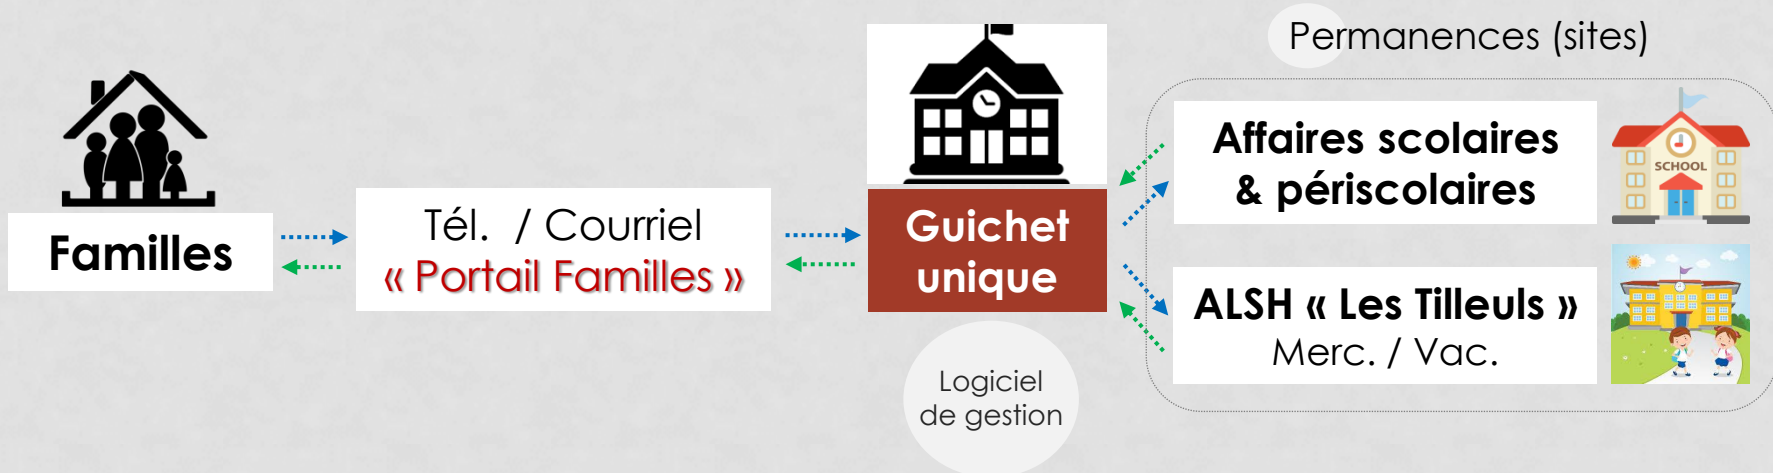 Familles
Tél. / Courriel
« Portail Familles »
Guichet
unique
Logiciel
de gestion
Permanences (sites)
Affaires scolaires
& périscolaires
SCHOOL
ALSH « Les Tilleuls »
Merc. / Vac.